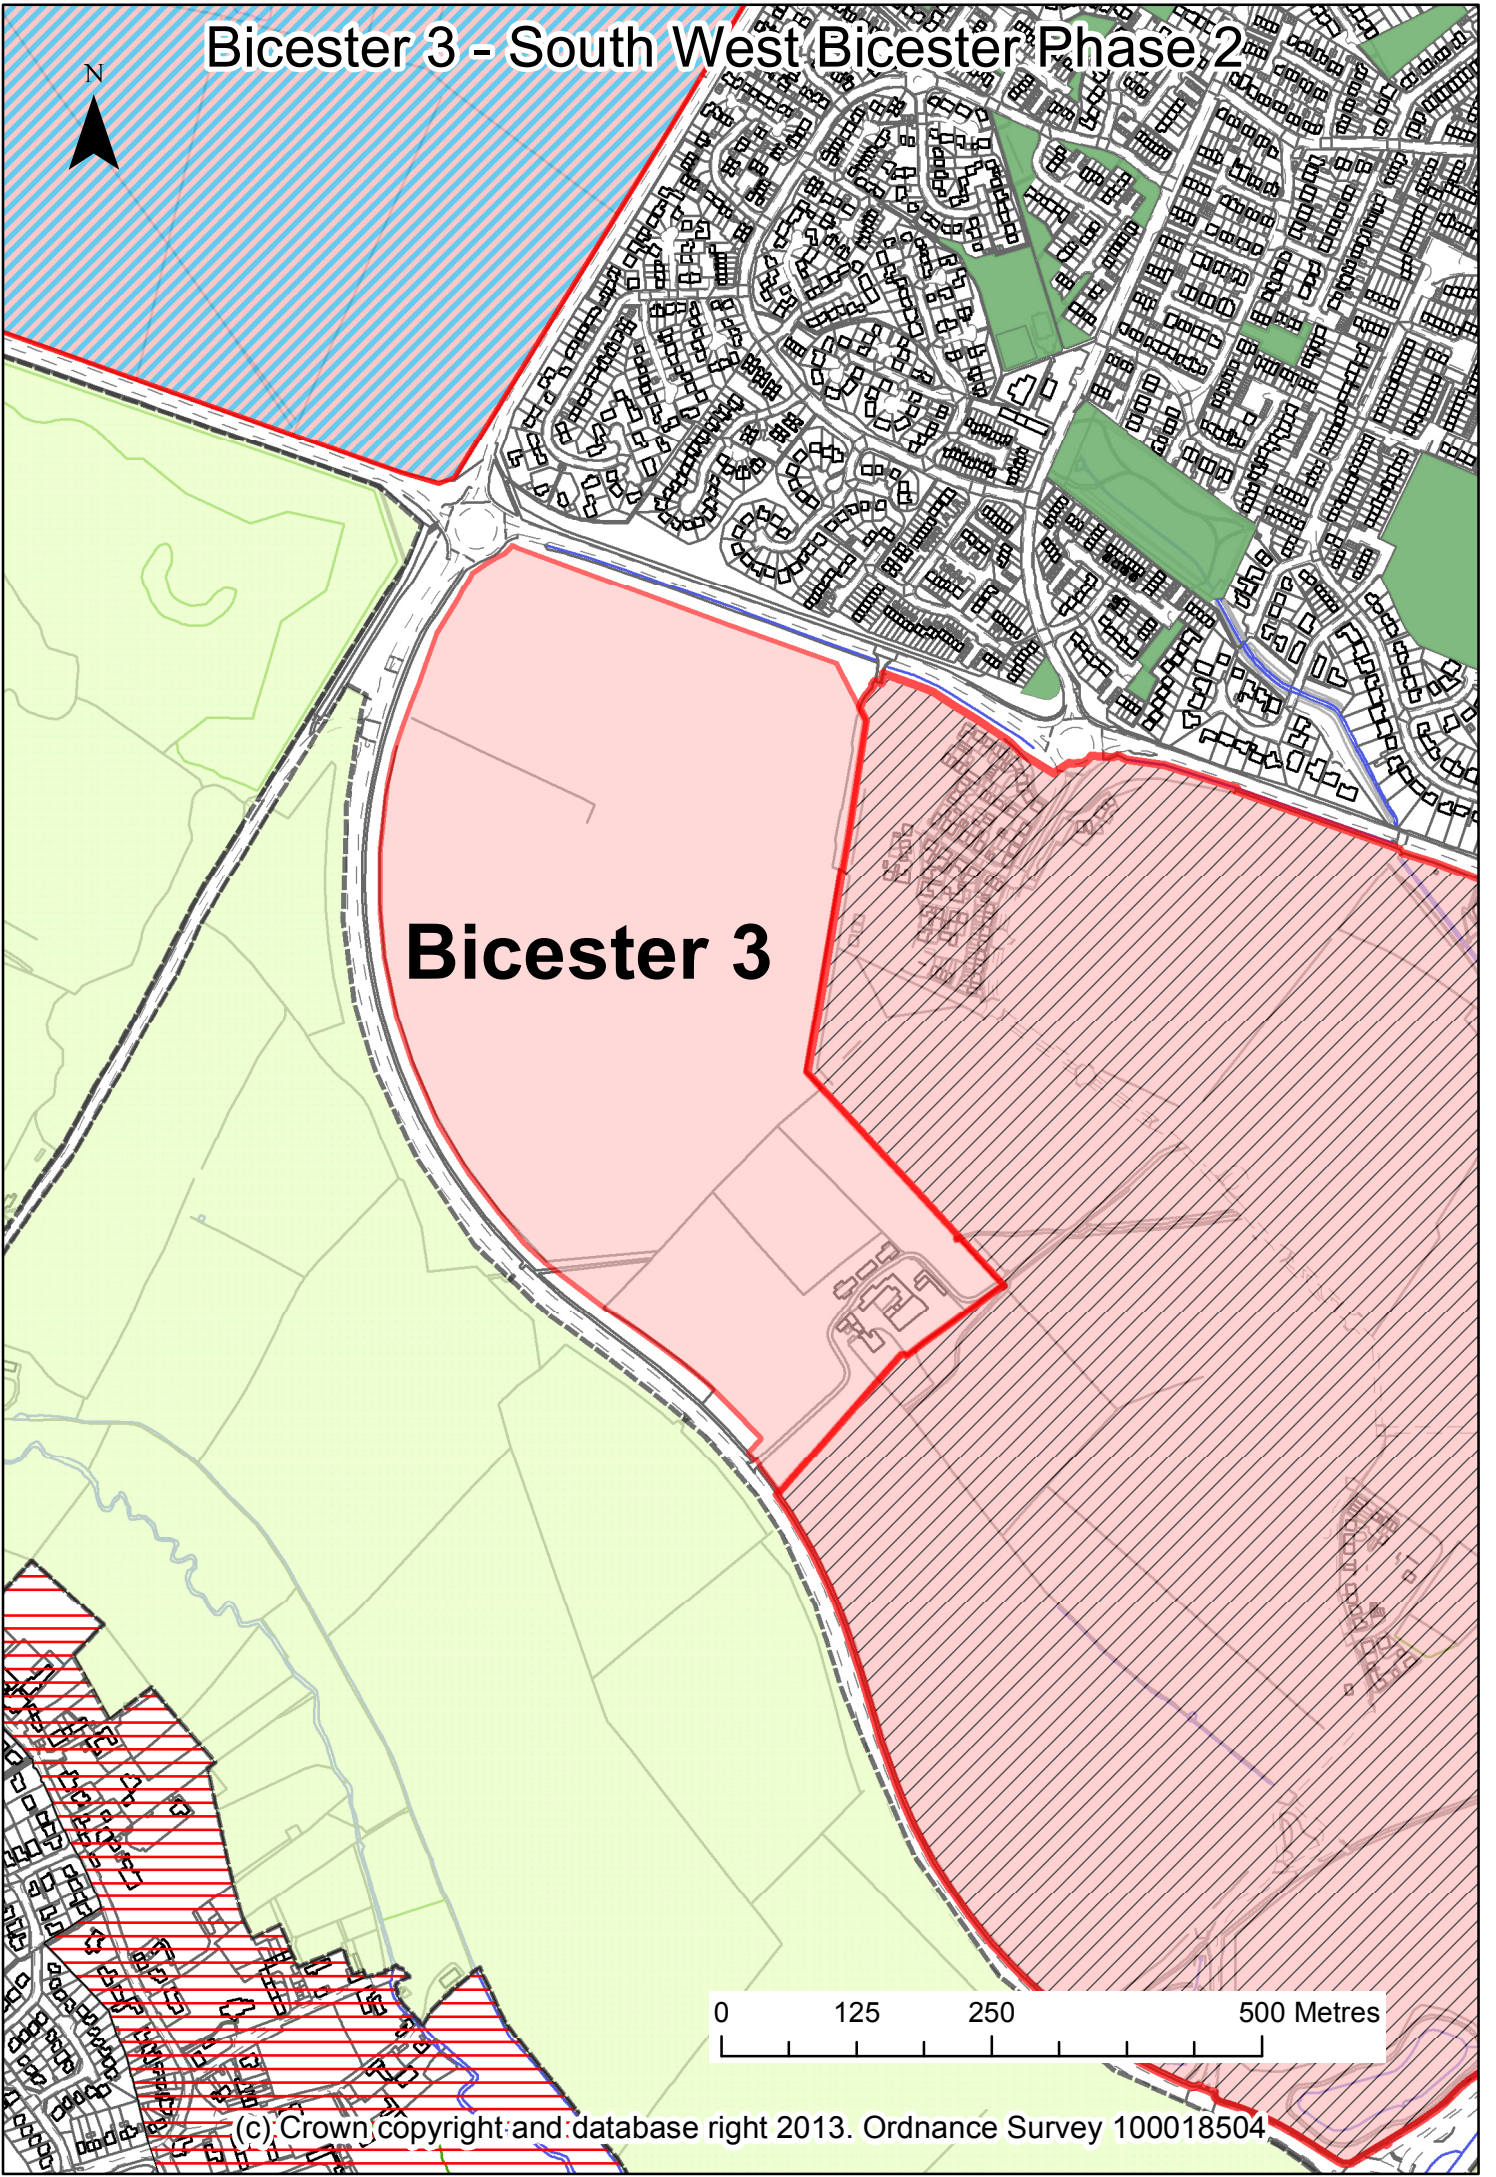 Bicester 3 - South West Bicester Phase 2
N
Bicester 3
0 125 250 500 Metres
(c) Crown copyright and database right 2013. Ordnance Survey 100018504